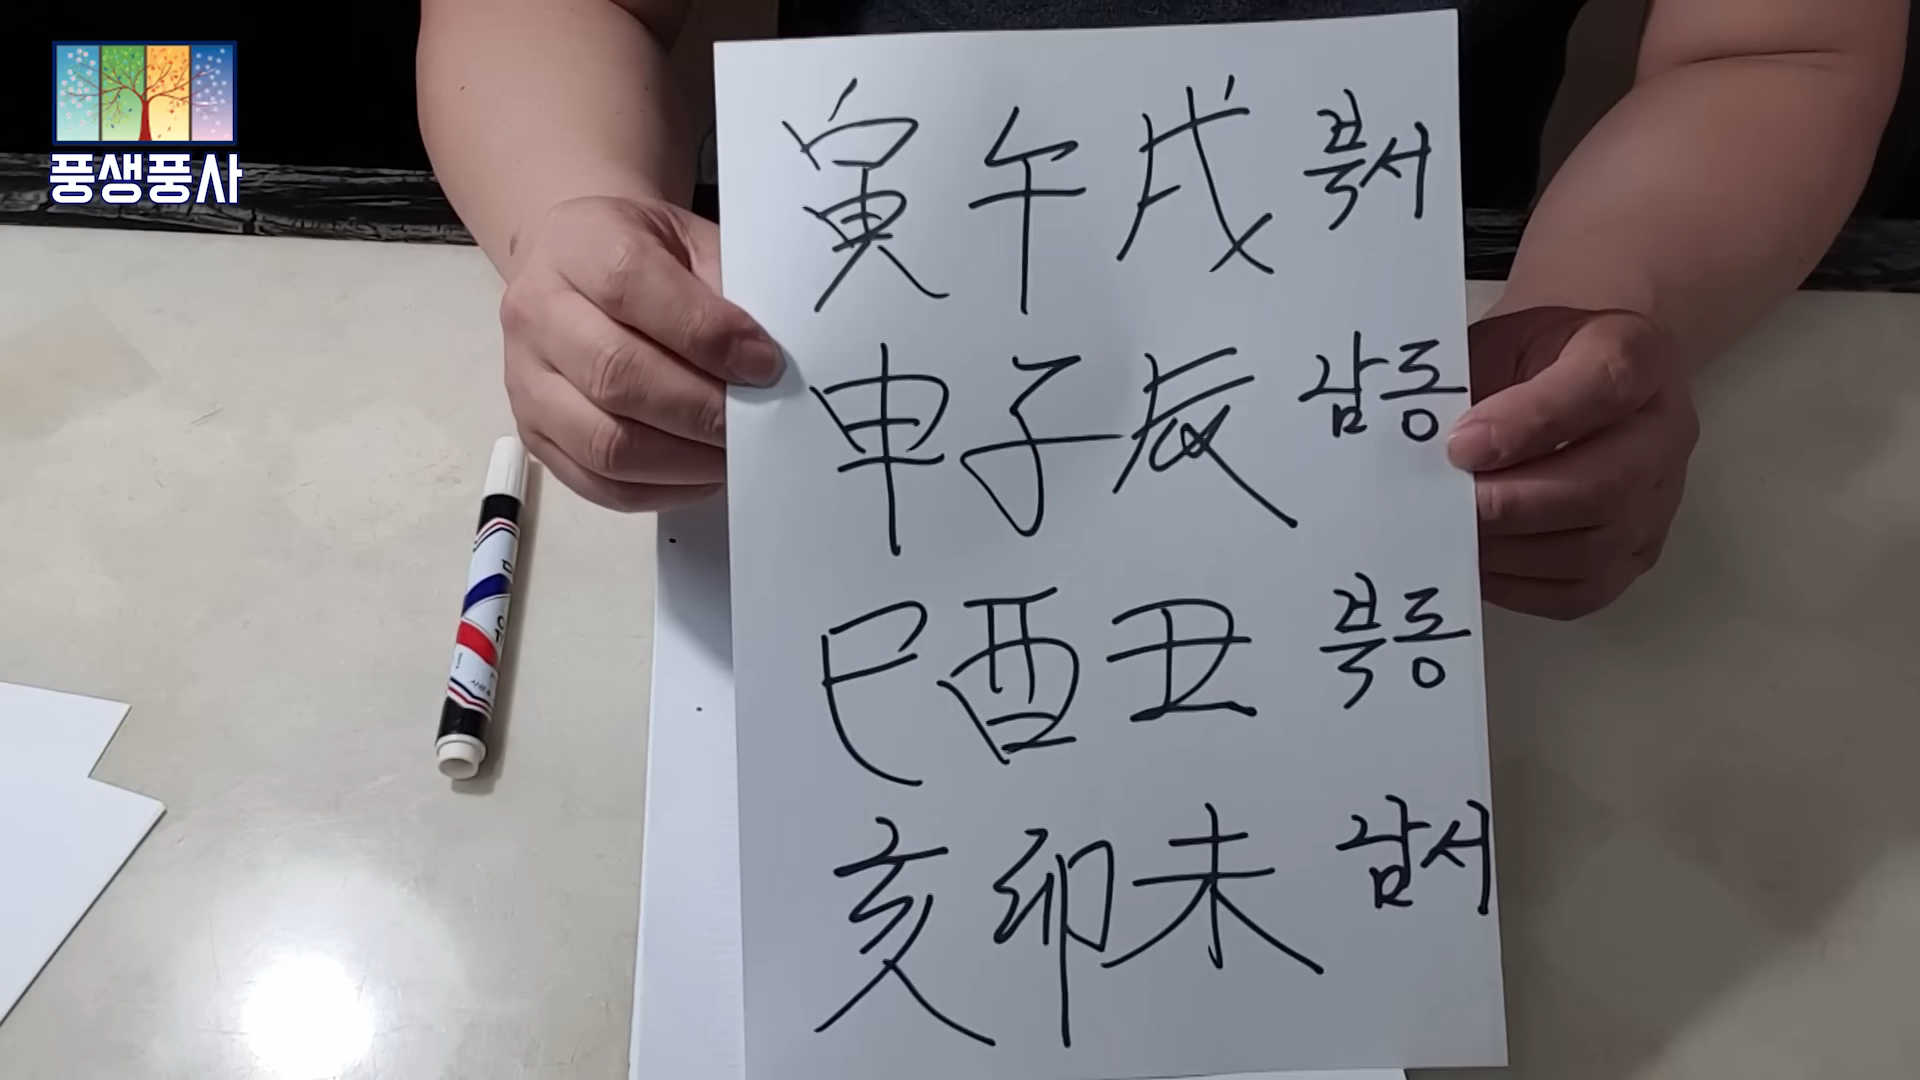 풍생풍사
寅午戌 북서
申子辰 남동
巳酉丑 북동
亥卯未 남서